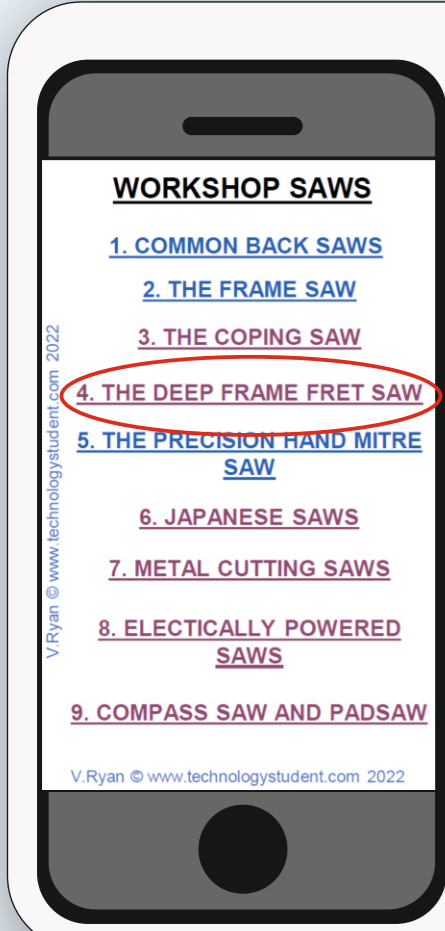 WORKSHOP SAWS
1. COMMON BACK SAWS
2. THE FRAME SAW
3. THE COPING SAW
4. THE DEEP FRAME FRET SAW
5. THE PRECISION HAND MITRE
SAW
6. JAPANESE SAWS
7. METAL CUTTING SAWS
8. ELECTICALLY POWERED
SAWS
9. COMPASS SAW AND PADSAW
V.Ryan © www.technologystudent.com 2022
V.Ryan © www.technologystudent.com 2022